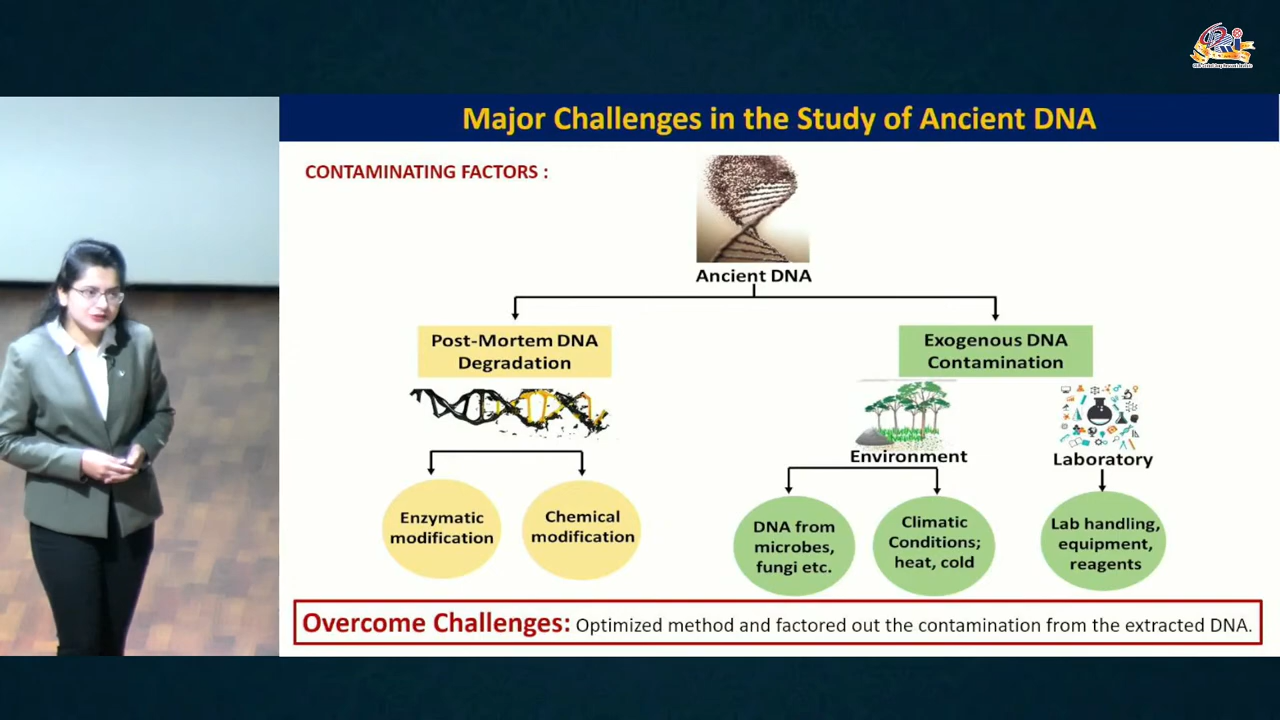 Major Challenges in the Study of Ancient DNA
CONTAMINATING FACTORS :
Ancient DNA
Post-Mortem DNA
Degradation
Exogenous DNA
Contamination
Environment
Laboratory
Enzymatic
modification
Chemical
modification
DNA from
microbes,
fungi etc.
Climatic
Conditions;
heat, cold
Lab handling,
equipment,
reagents
Overcome Challenges: Optimized method and factored out the contamination from the extracted DNA.